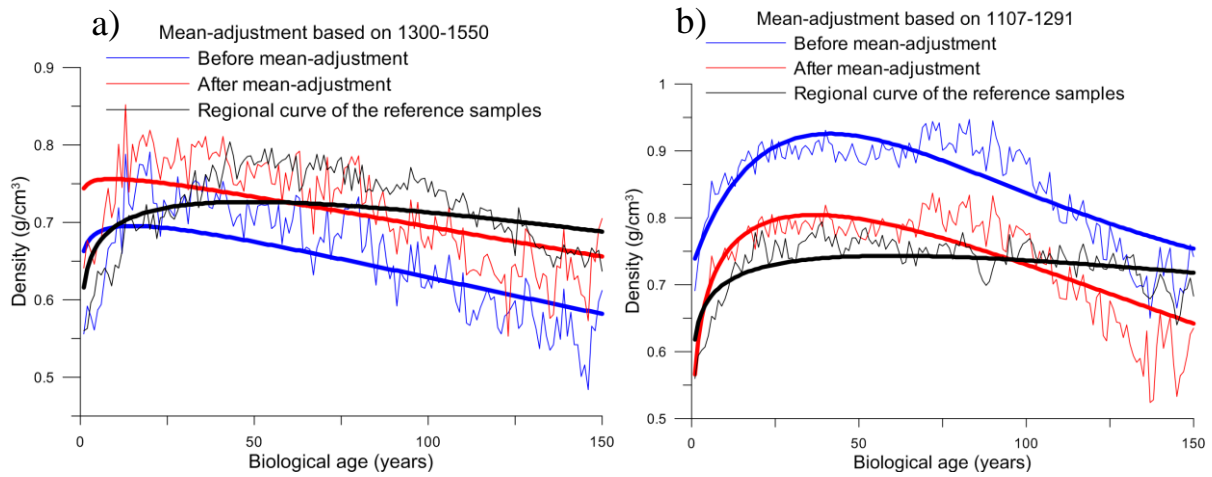 a)
Mean-adjustment based on 1300-1550
Before mean-adjustment
After mean-adjustment
Regional curve of the reference samples
0.9
0.8
0.7
0.6
0.5
Density (g/cm³)
0
50
100
150
Biological age (years)
b)
Mean-adjustment based on 1107-1291
Before mean-adjustment
After mean-adjustment
Regional curve of the reference samples
1
0.9
0.8
0.7
0.6
0.5
Density (g/cm³)
0
50
100
150
Biological age (years)